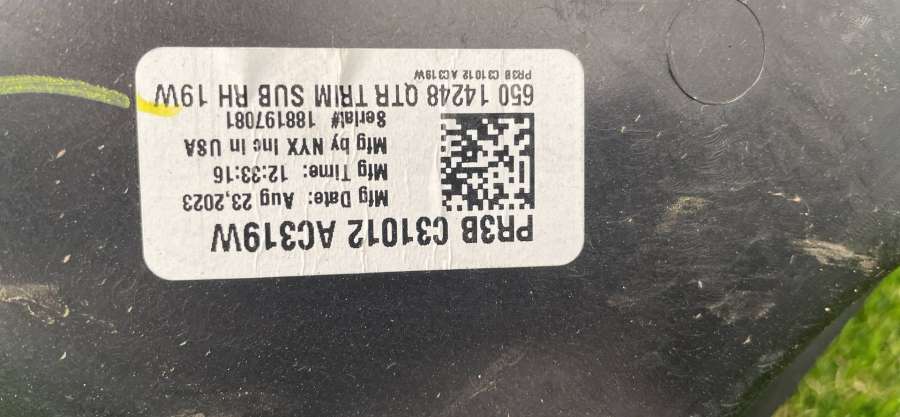 PR3B C31012 AC319W
Mfg Date: Aug 23,2023
Mfg Time: 12:33:16
Mfg by NYX Inc in USA
Serial# 188197081
650 14248 QTR TRIM SUB RH 19W
PR3B C31012 AC319W